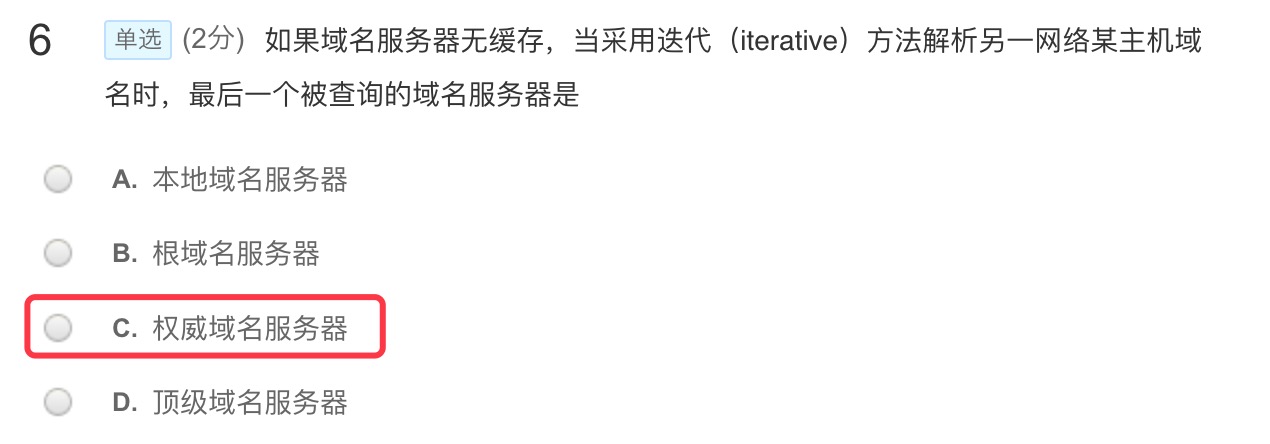 6 单选 (2分) 如果域名服务器无缓存，当采用迭代（iterative）方法解析另一网络某主机域
名时，最后一个被查询的域名服务器是
A. 本地域名服务器
B. 根域名服务器
C. 权威域名服务器
D. 顶级域名服务器